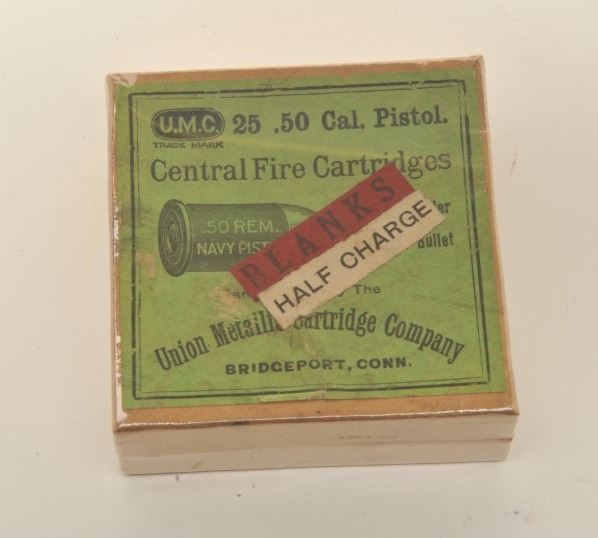 U.M.C. 25 .50 Cal. Pistol.
TRADE MARK
Central Fire Cartridges
.50 REM.
NAVY
Bullet
BLANKS
HALF CHARGE
The
Union Metallic Cartridge Company
BRIDGEPORT, CONN.